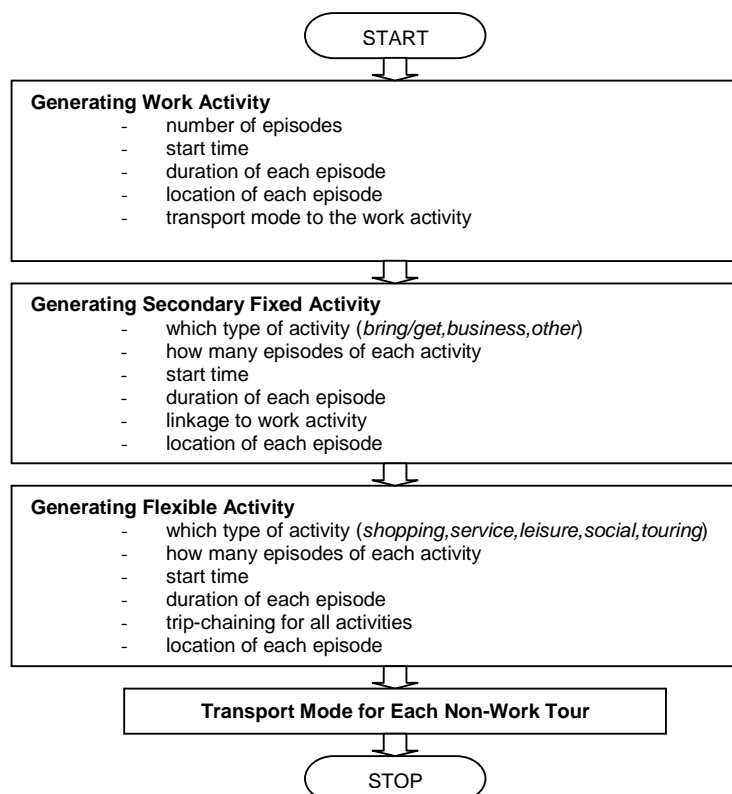 START
Generating Work Activity
- number of episodes
- start time
- duration of each episode
- location of each episode
- transport mode to the work activity
Generating Secondary Fixed Activity
- which type of activity (bring/get,business,other)
- how many episodes of each activity
- start time
- duration of each episode
- linkage to work activity
- location of each episode
Generating Flexible Activity
- which type of activity (shopping,service,leisure,social,touring)
- how many episodes of each activity
- start time
- duration of each episode
- trip-chaining for all activities
- location of each episode
Transport Mode for Each Non-Work Tour
STOP